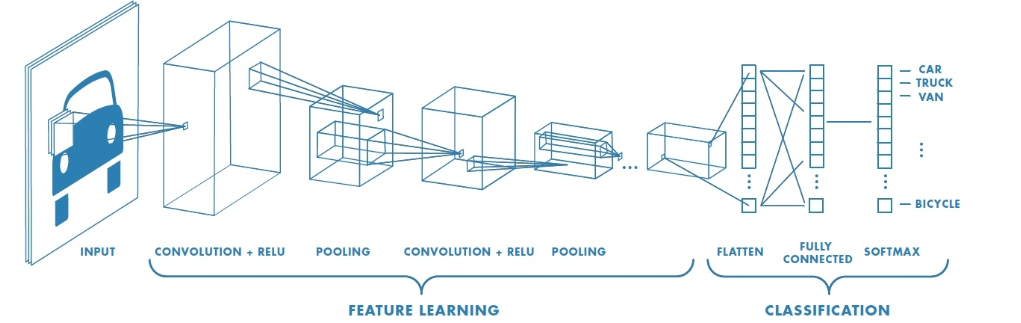 CAR
TRUCK
VAN
BICYCLE
INPUT
CONVOLUTION + RELU
POOLING
CONVOLUTION + RELU
POOLING
FLATTEN
FULLY
CONNECTED
SOFTMAX
FEATURE LEARNING
CLASSIFICATION